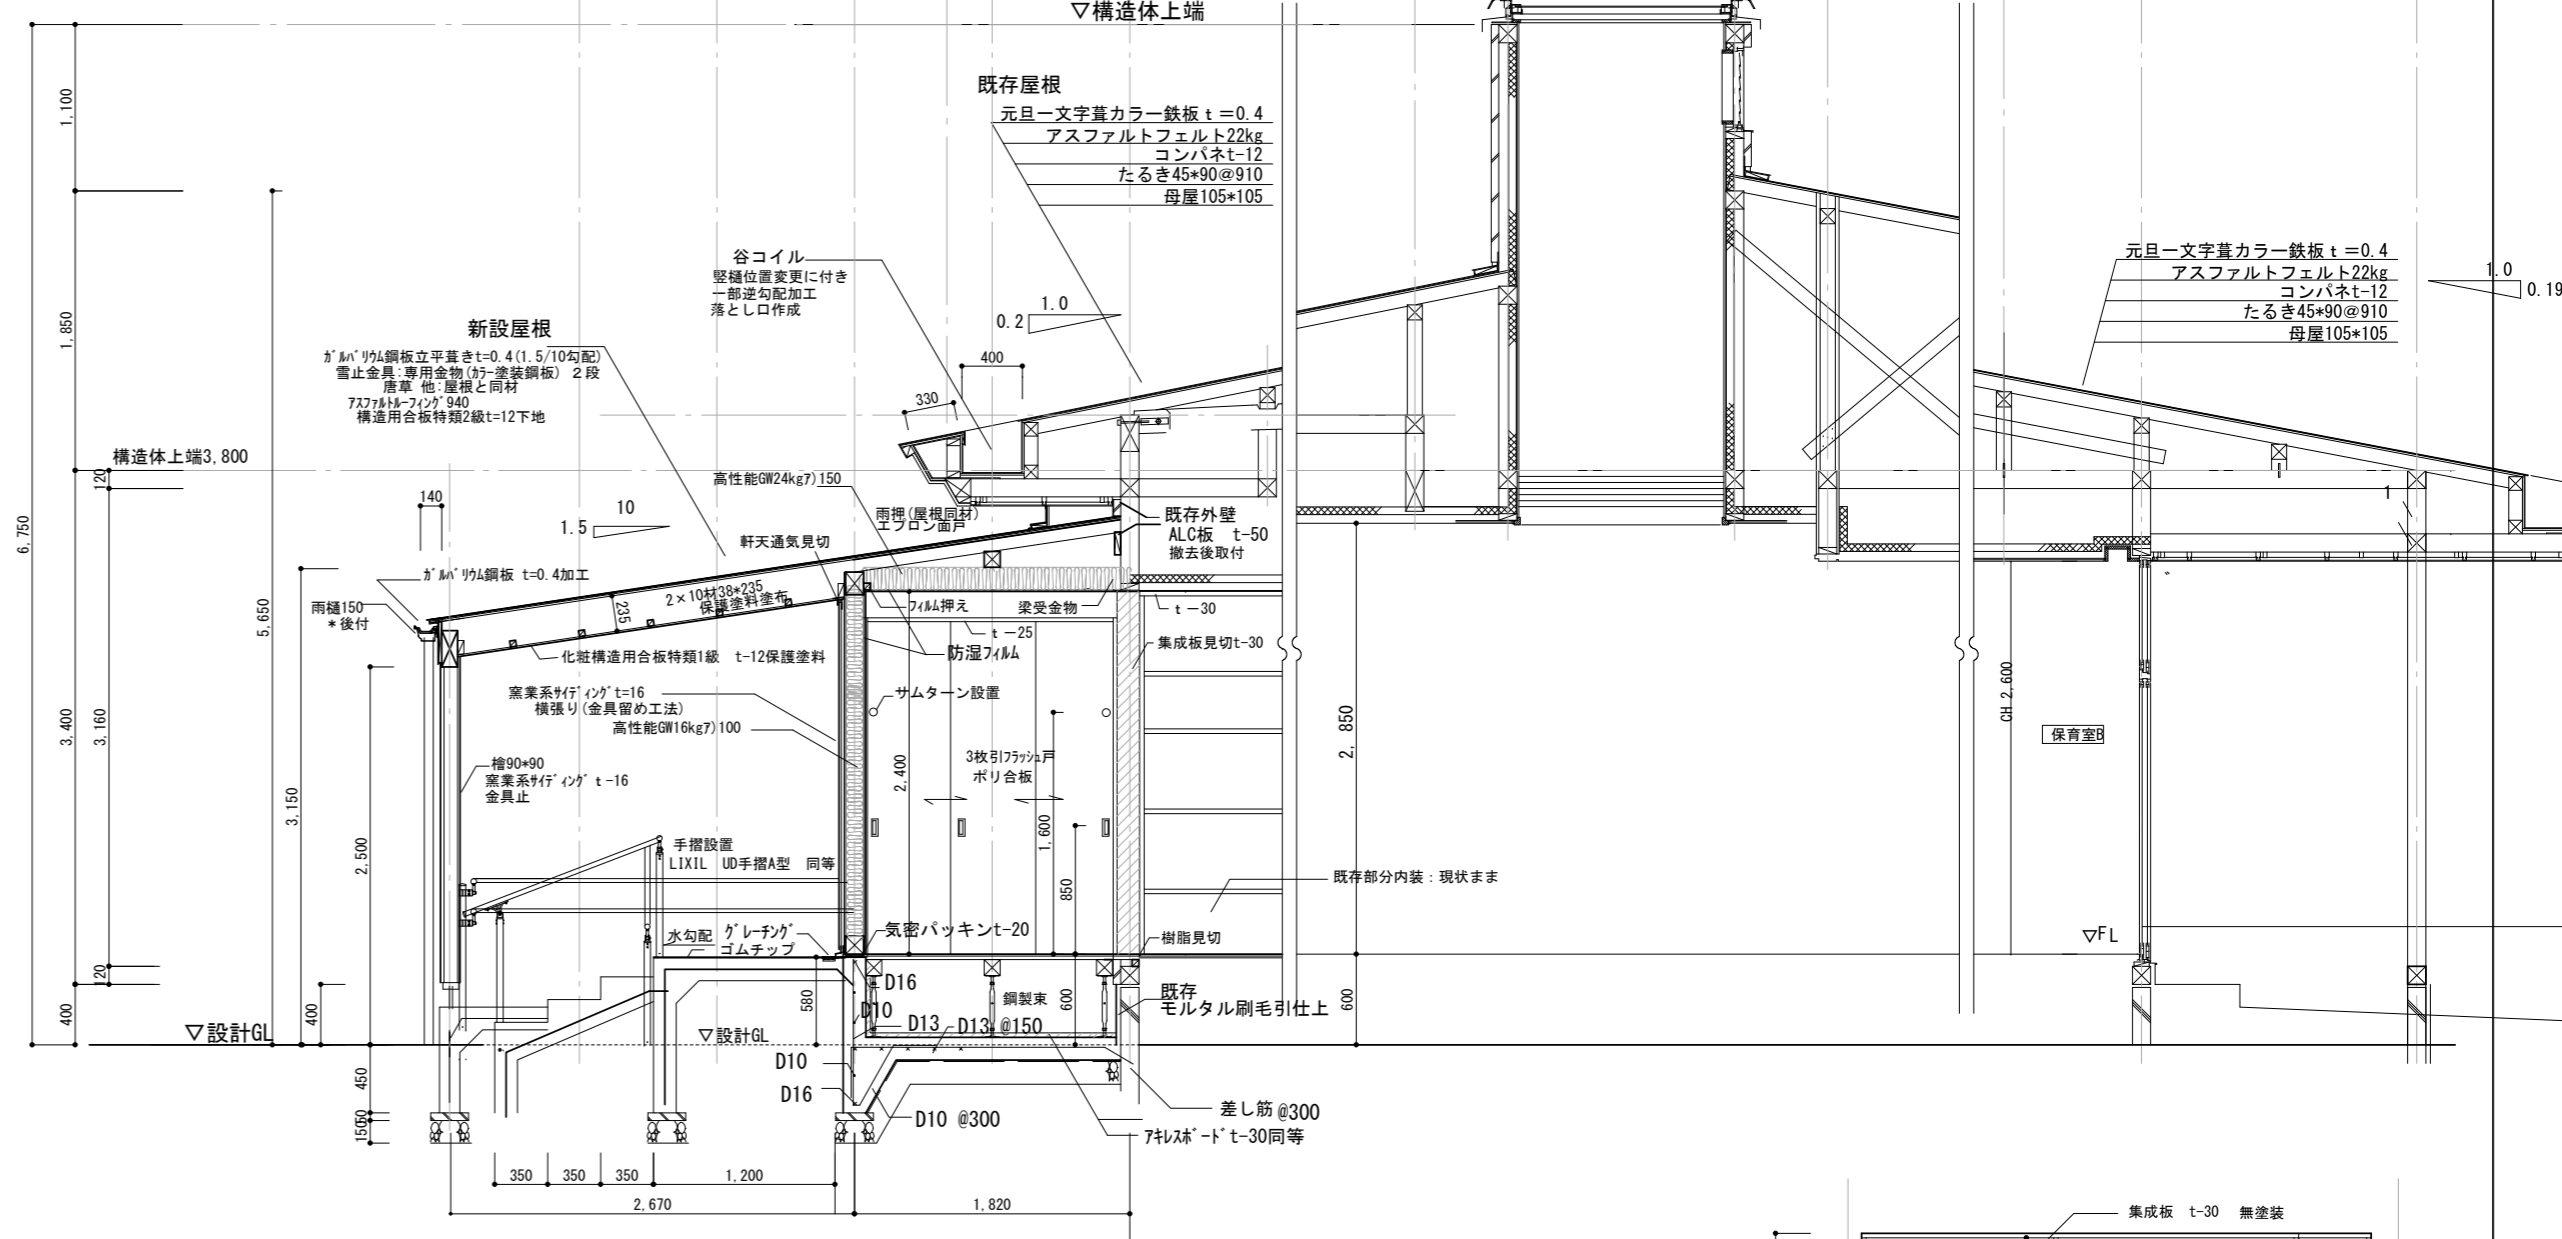 ▽構造体上端
既存屋根
元旦一文字葺カラー鉄板ｔ＝0.4
アスファルトフェルト22kg
コンパネt-12
たるき45*90@910
母屋105*105
谷コイル
竪樋位置変更に付き
一部逆勾配加工
落とし口作成
1.0
0.2
400
330
新設屋根
ｶﾞﾙﾊﾞﾘｳﾑ鋼板立平葺きt=0.4(1.5/10勾配)
雪止金具:専用金物(ｶﾗｰ塗装鋼板) ２段
唐草 他:屋根と同材
ｱｽﾌｧﾙﾄﾙｰﾌｨﾝｸﾞ940
構造用合板特類2級t=12下地
元旦一文字葺カラー鉄板ｔ＝0.4
アスファルトフェルト22kg
コンパネt-12
たるき45*90@910
母屋105*105
1.0
0.19
1,100
1,850
6,750
5,650
3,400
3,160
120
120
400
3,150
2,500
400
450
50
150
構造体上端3,800
140
10
1.5
高性能GW24kgｱ)150
雨押(屋根同材)
エプロン面戸
既存外壁
ALC板　t-50
撤去後取付
軒天通気見切
ｶﾞﾙﾊﾞﾘｳﾑ鋼板 t=0.4加工
雨樋150
＊後付
2×10材38*235
保護塗料塗布
235
ﾌｨﾙﾑ押え
梁受金物
ｔ－30
ｔ－25
集成板見切t-30
防湿ﾌｨﾙﾑ
化粧構造用合板特類1級　t-12保護塗料
窯業系ｻｲﾃﾞｨﾝｸﾞt=16
横張り(金具留め工法)
高性能GW16kgｱ)100
サムターン設置
檜90*90
窯業系ｻｲﾃﾞｨﾝｸﾞｔ-16
金具止
2,400
3枚引ﾌﾗｯｼｭ戸
ポリ合板
1,600
850
2,850
CH 2,600
保育室B
1
手摺設置
LIXIL　UD手摺A型　同等
既存部分内装：現状まま
水勾配
ｸﾞﾚｰﾁﾝｸﾞ
ゴムチップ
気密パッキンt-20
樹脂見切
▽FL
D16
鋼製束
既存
モルタル刷毛引仕上
580
600
600
D10
D13
D13 @150
▽設計GL
▽設計GL
D10
D16
D10 @300
差し筋@300
ｱｷﾚｽﾎﾞｰﾄﾞt-30同等
350
350
350
1,200
2,670
1,820
集成板　t-30　無塗装